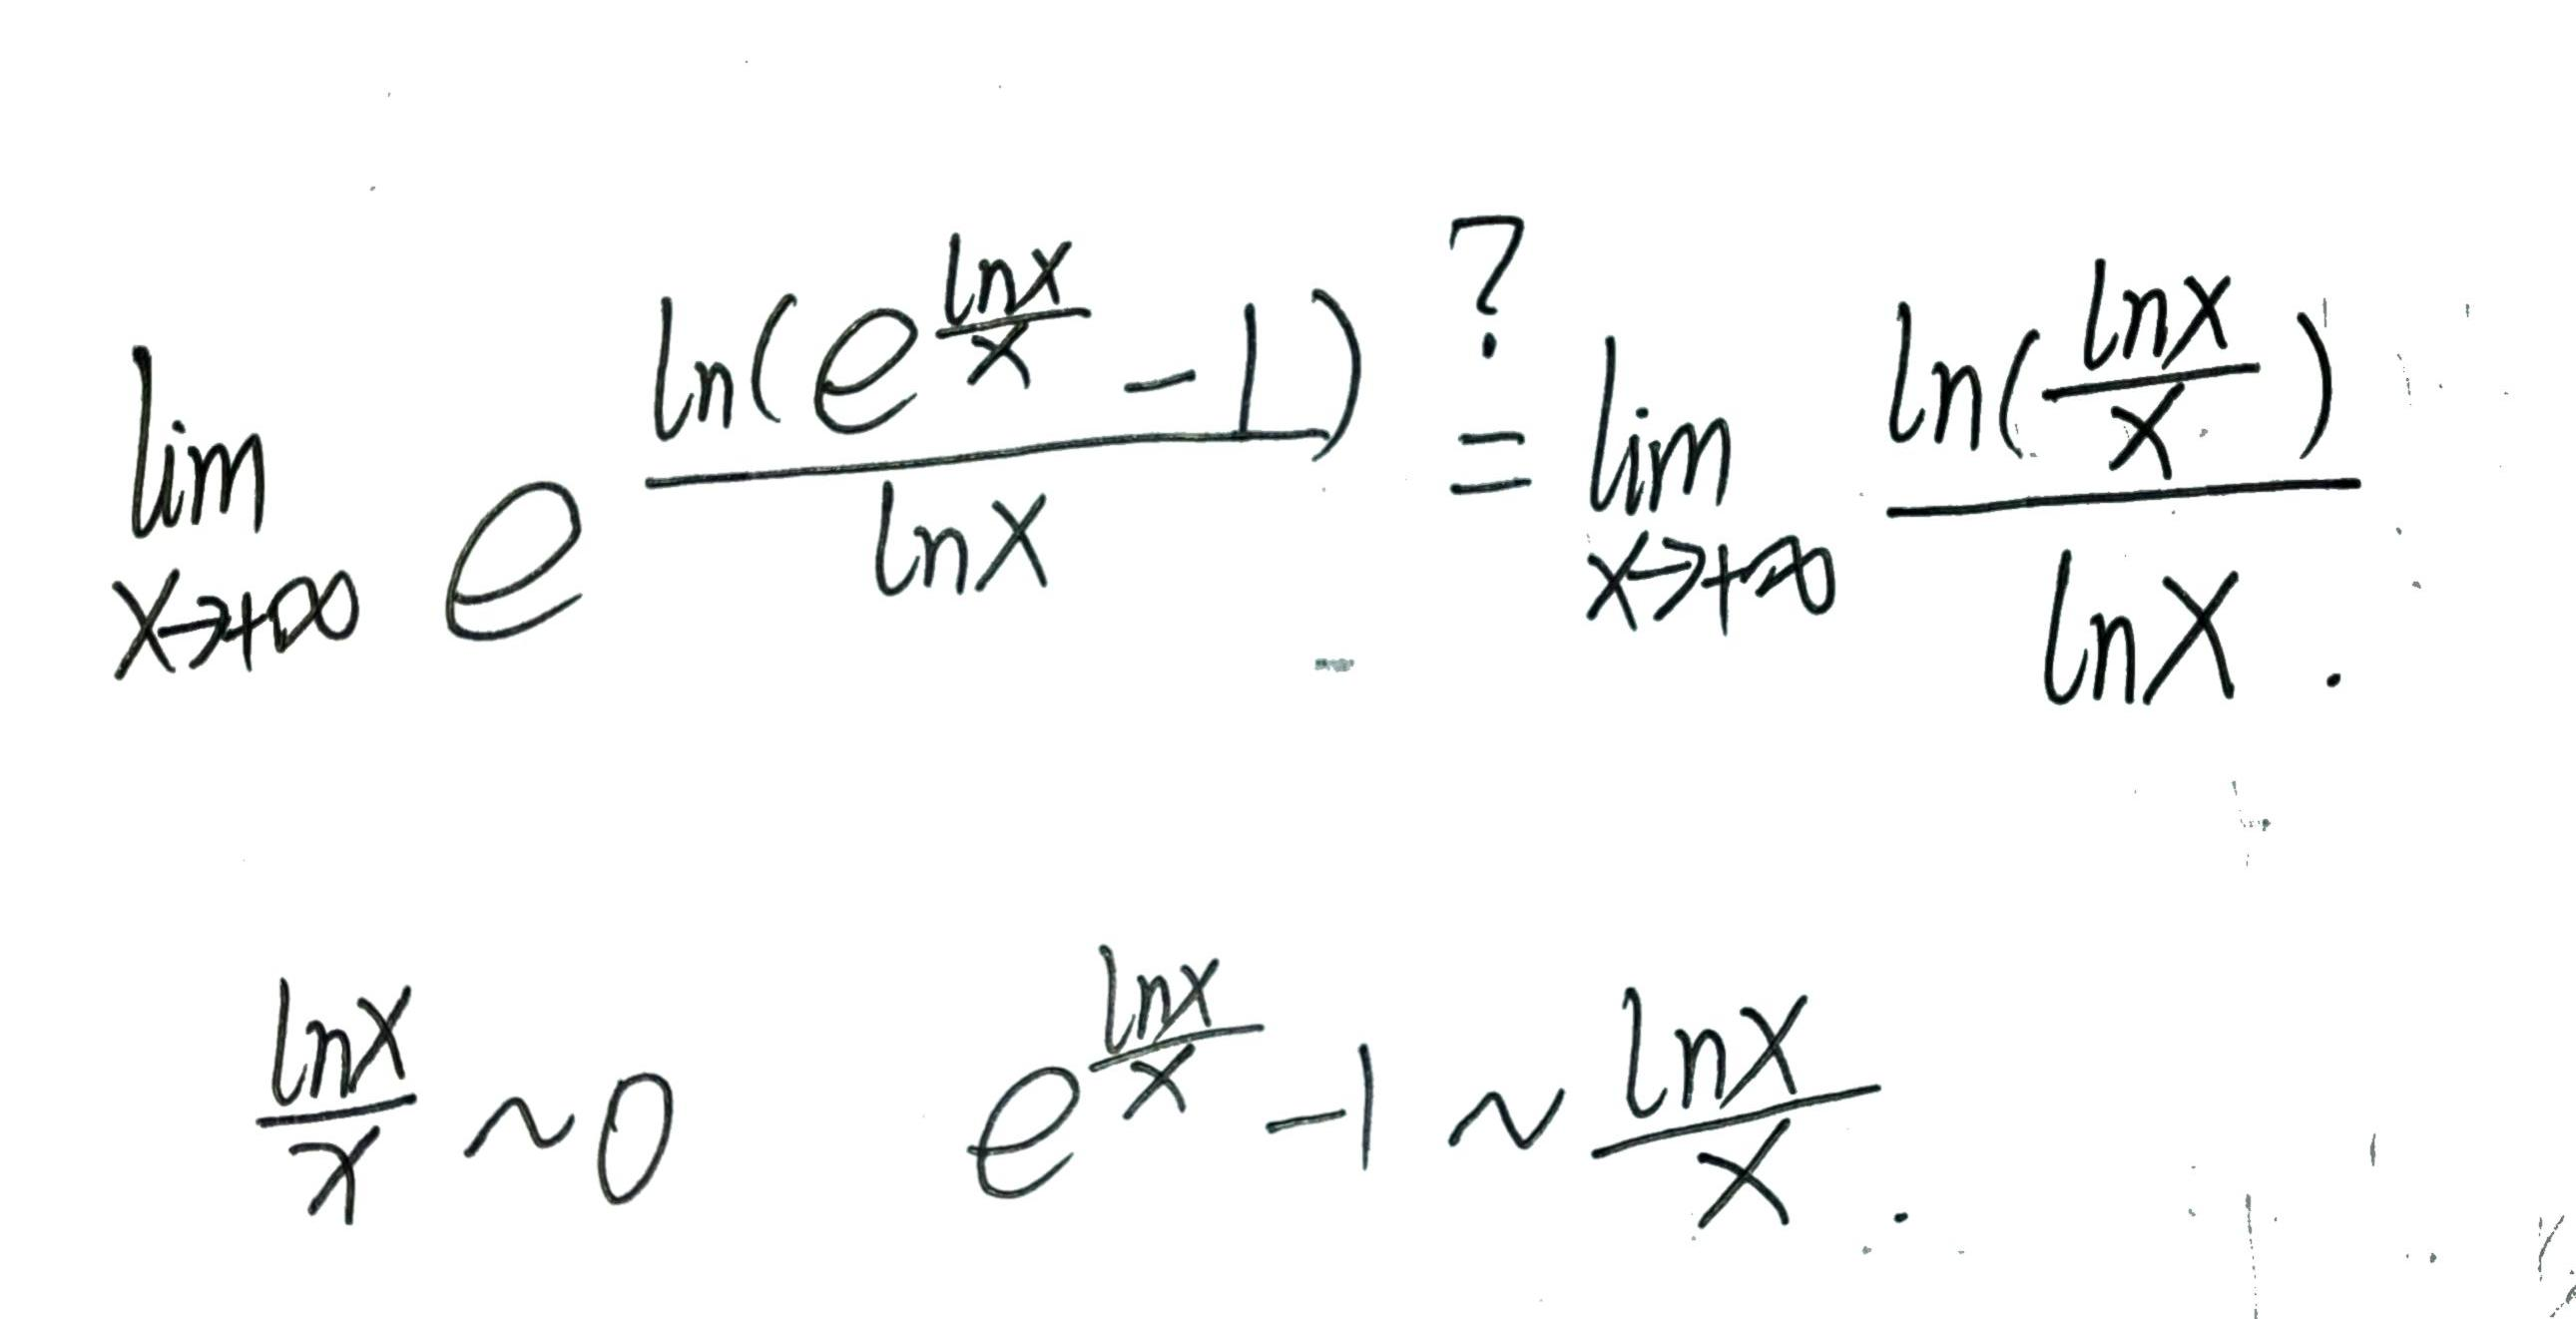 \lim_{x \to +\infty} e^{\frac{\ln(e^{\frac{\ln x}{x}} - 1)}{\ln x}} \overset{?}{=} \lim_{x \to +\infty} \frac{\ln(\frac{\ln x}{x})}{\ln x}.
\frac{\ln x}{x} \sim 0 \quad e^{\frac{\ln x}{x}} - 1 \sim \frac{\ln x}{x}.